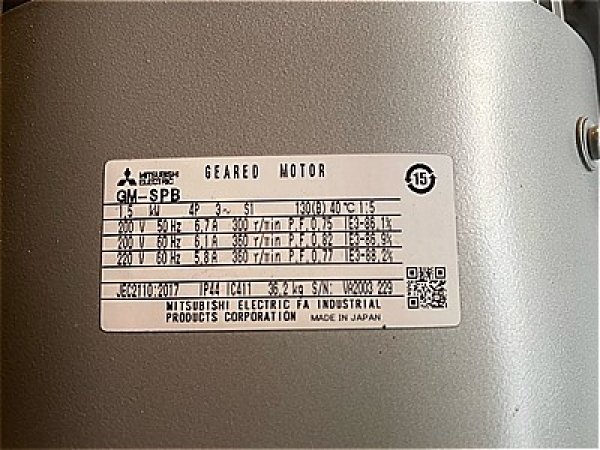 MITSUBISHI
ELECTRIC
GEARED MOTOR
15
GM-SPB
1.5 kW 4P 3~ S1 130(B) 40℃ 1:5
200 V 50 Hz 6.7 A 300 r/min P.F. 0.75 IE3-86.1%
200 V 60 Hz 6.1 A 360 r/min P.F. 0.82 IE3-86.9%
220 V 60 Hz 5.8 A 360 r/min P.F. 0.77 IE3-88.2%
JEC2110:2017 IP44 IC411 36.2 kg S/N: VA2003 229
MITSUBISHI ELECTRIC FA INDUSTRIAL
PRODUCTS CORPORATION MADE IN JAPAN